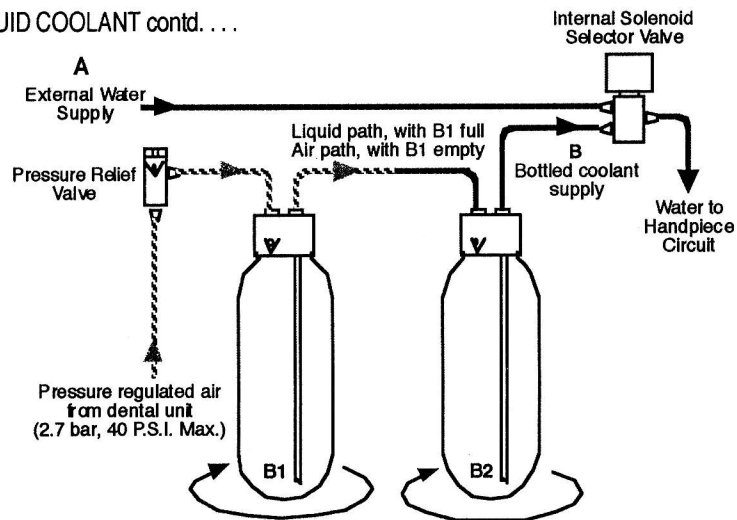 UID COOLANT contd. . . .
Internal Solenoid
Selector Valve
A
External Water
Supply
Liquid path, with B1 full
Air path, with B1 empty
B
Bottled coolant
supply
Pressure Relief
Valve
Water to
Handpiece
Circuit
Pressure regulated air
from dental unit
(2.7 bar, 40 P.S.I. Max.)
B1
B2